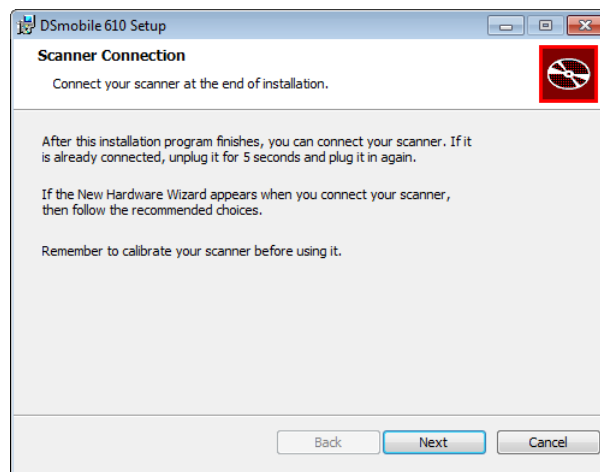 DSmobile 610 Setup
Scanner Connection
Connect your scanner at the end of installation.
After this installation program finishes, you can connect your scanner. If it
is already connected, unplug it for 5 seconds and plug it in again.
If the New Hardware Wizard appears when you connect your scanner,
then follow the recommended choices.
Remember to calibrate your scanner before using it.
Back
Next
Cancel